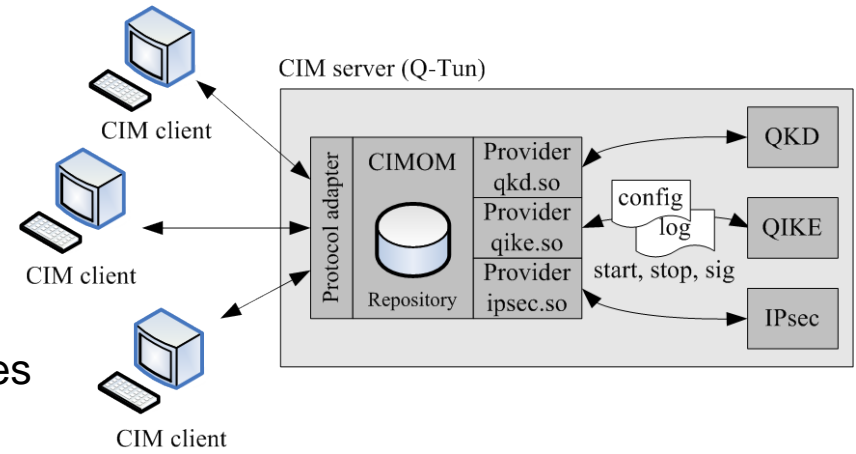 CIM client
CIM client
es
CIM client
CIM server (Q-Tun)
Protocol adapter
CIMOM
Repository
Provider
qkd.so
Provider
qike.so
Provider
ipsec.so
config
log
start, stop, sig
QKD
QIKE
IPsec